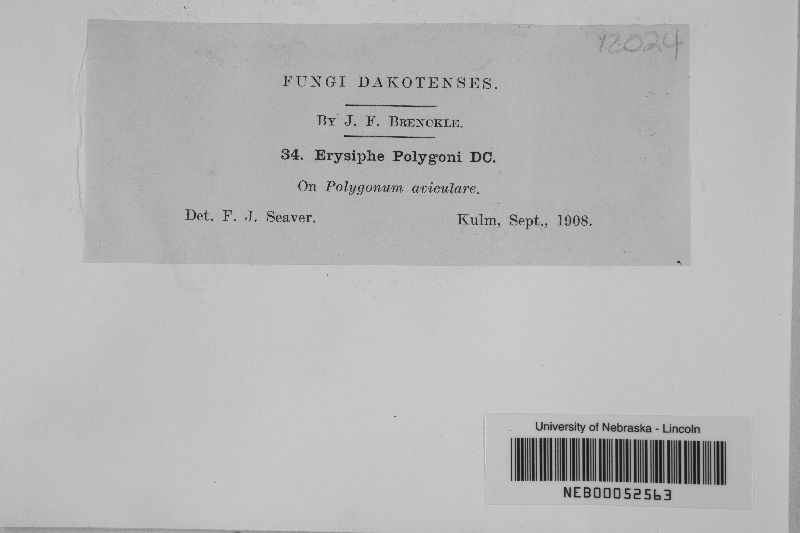 12024
FUNGI DAKOTENSES.
BY J. F. BRENCKLE.
34. Erysiphe Polygoni DC.
On Polygonum aviculare.
Det. F. J. Seaver.
Kulm, Sept., 1908.
University of Nebraska - Lincoln
NEB00052563